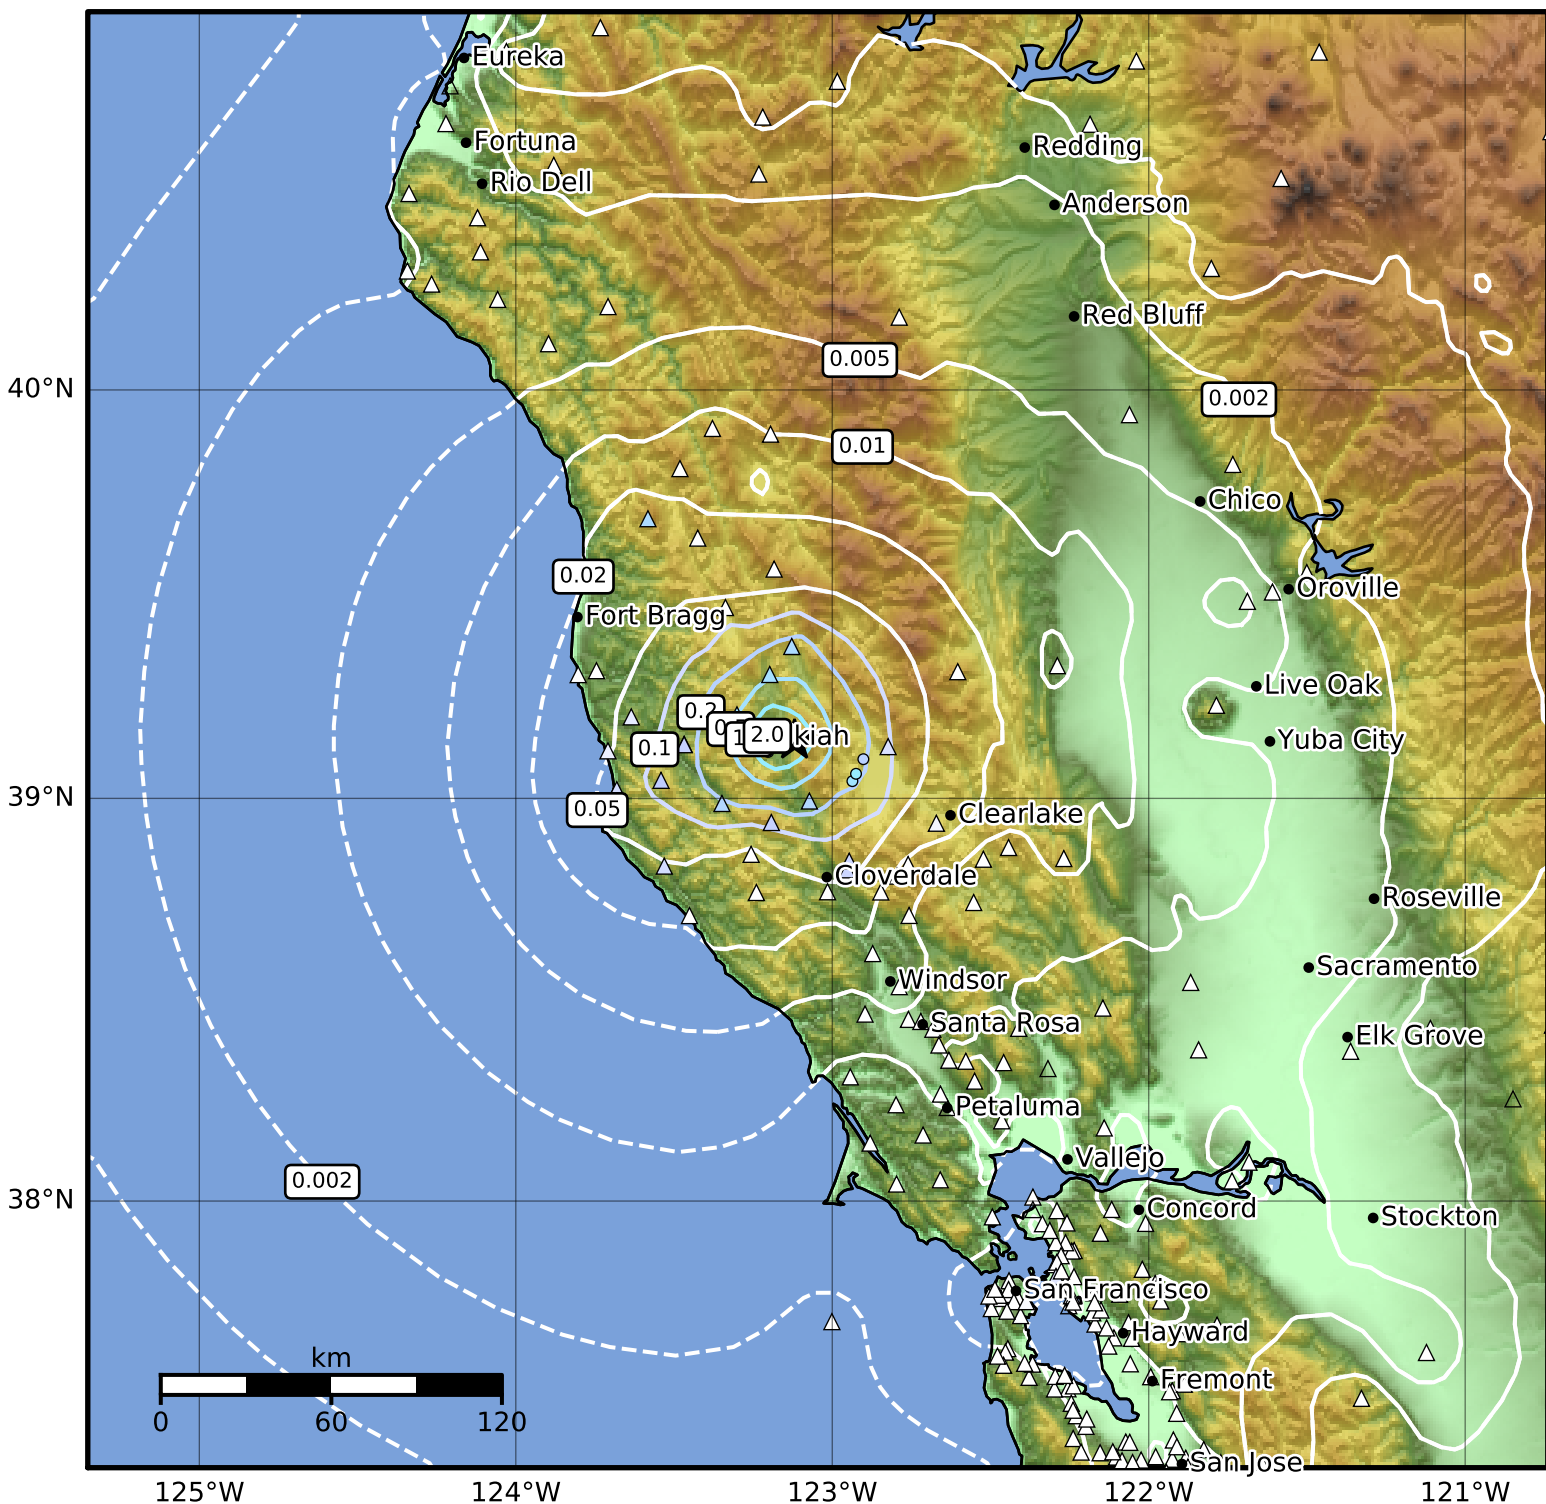 Eureka
Fortuna
Rio Dell
Redding
Anderson
Red Bluff
0.005
40°N
0.002
0.01
Chico
0.02
Oroville
Fort Bragg
Live Oak
0.2
2.0
kiah
Yuba City
0.1
39°N
0.05
Clearlake
Cloverdale
Roseville
Sacramento
Windsor
Santa Rosa
Elk Grove
Petaluma
Vallejo
0.002
38°N
Concord
Stockton
San Francisco
Hayward
km
Fremont
0 60 120
San Jose
125°W 124°W 123°W 122°W 121°W